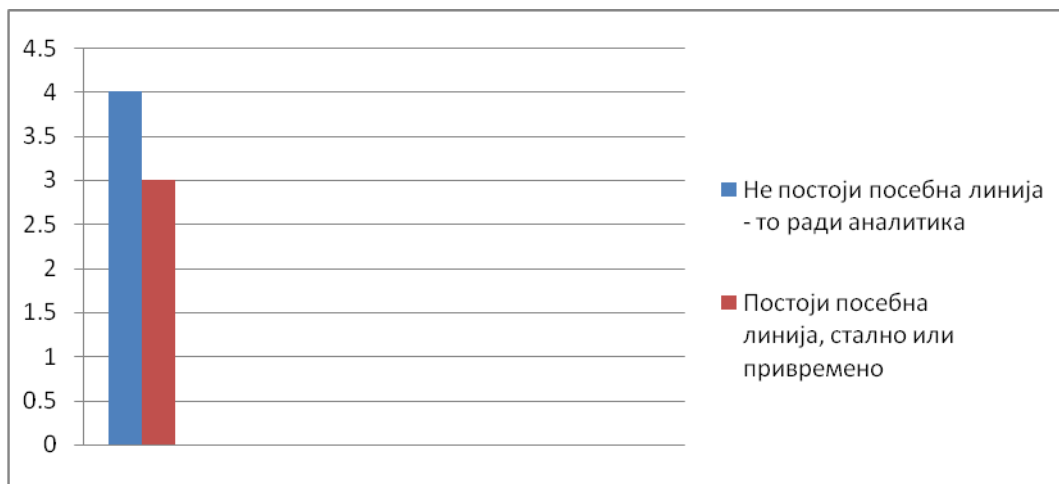 4.5
4
3.5
3
2.5
2
1.5
1
0.5
0
Не постоји посебна линија
- то ради аналитика
Постоји посебна
линија, стално или
привремено